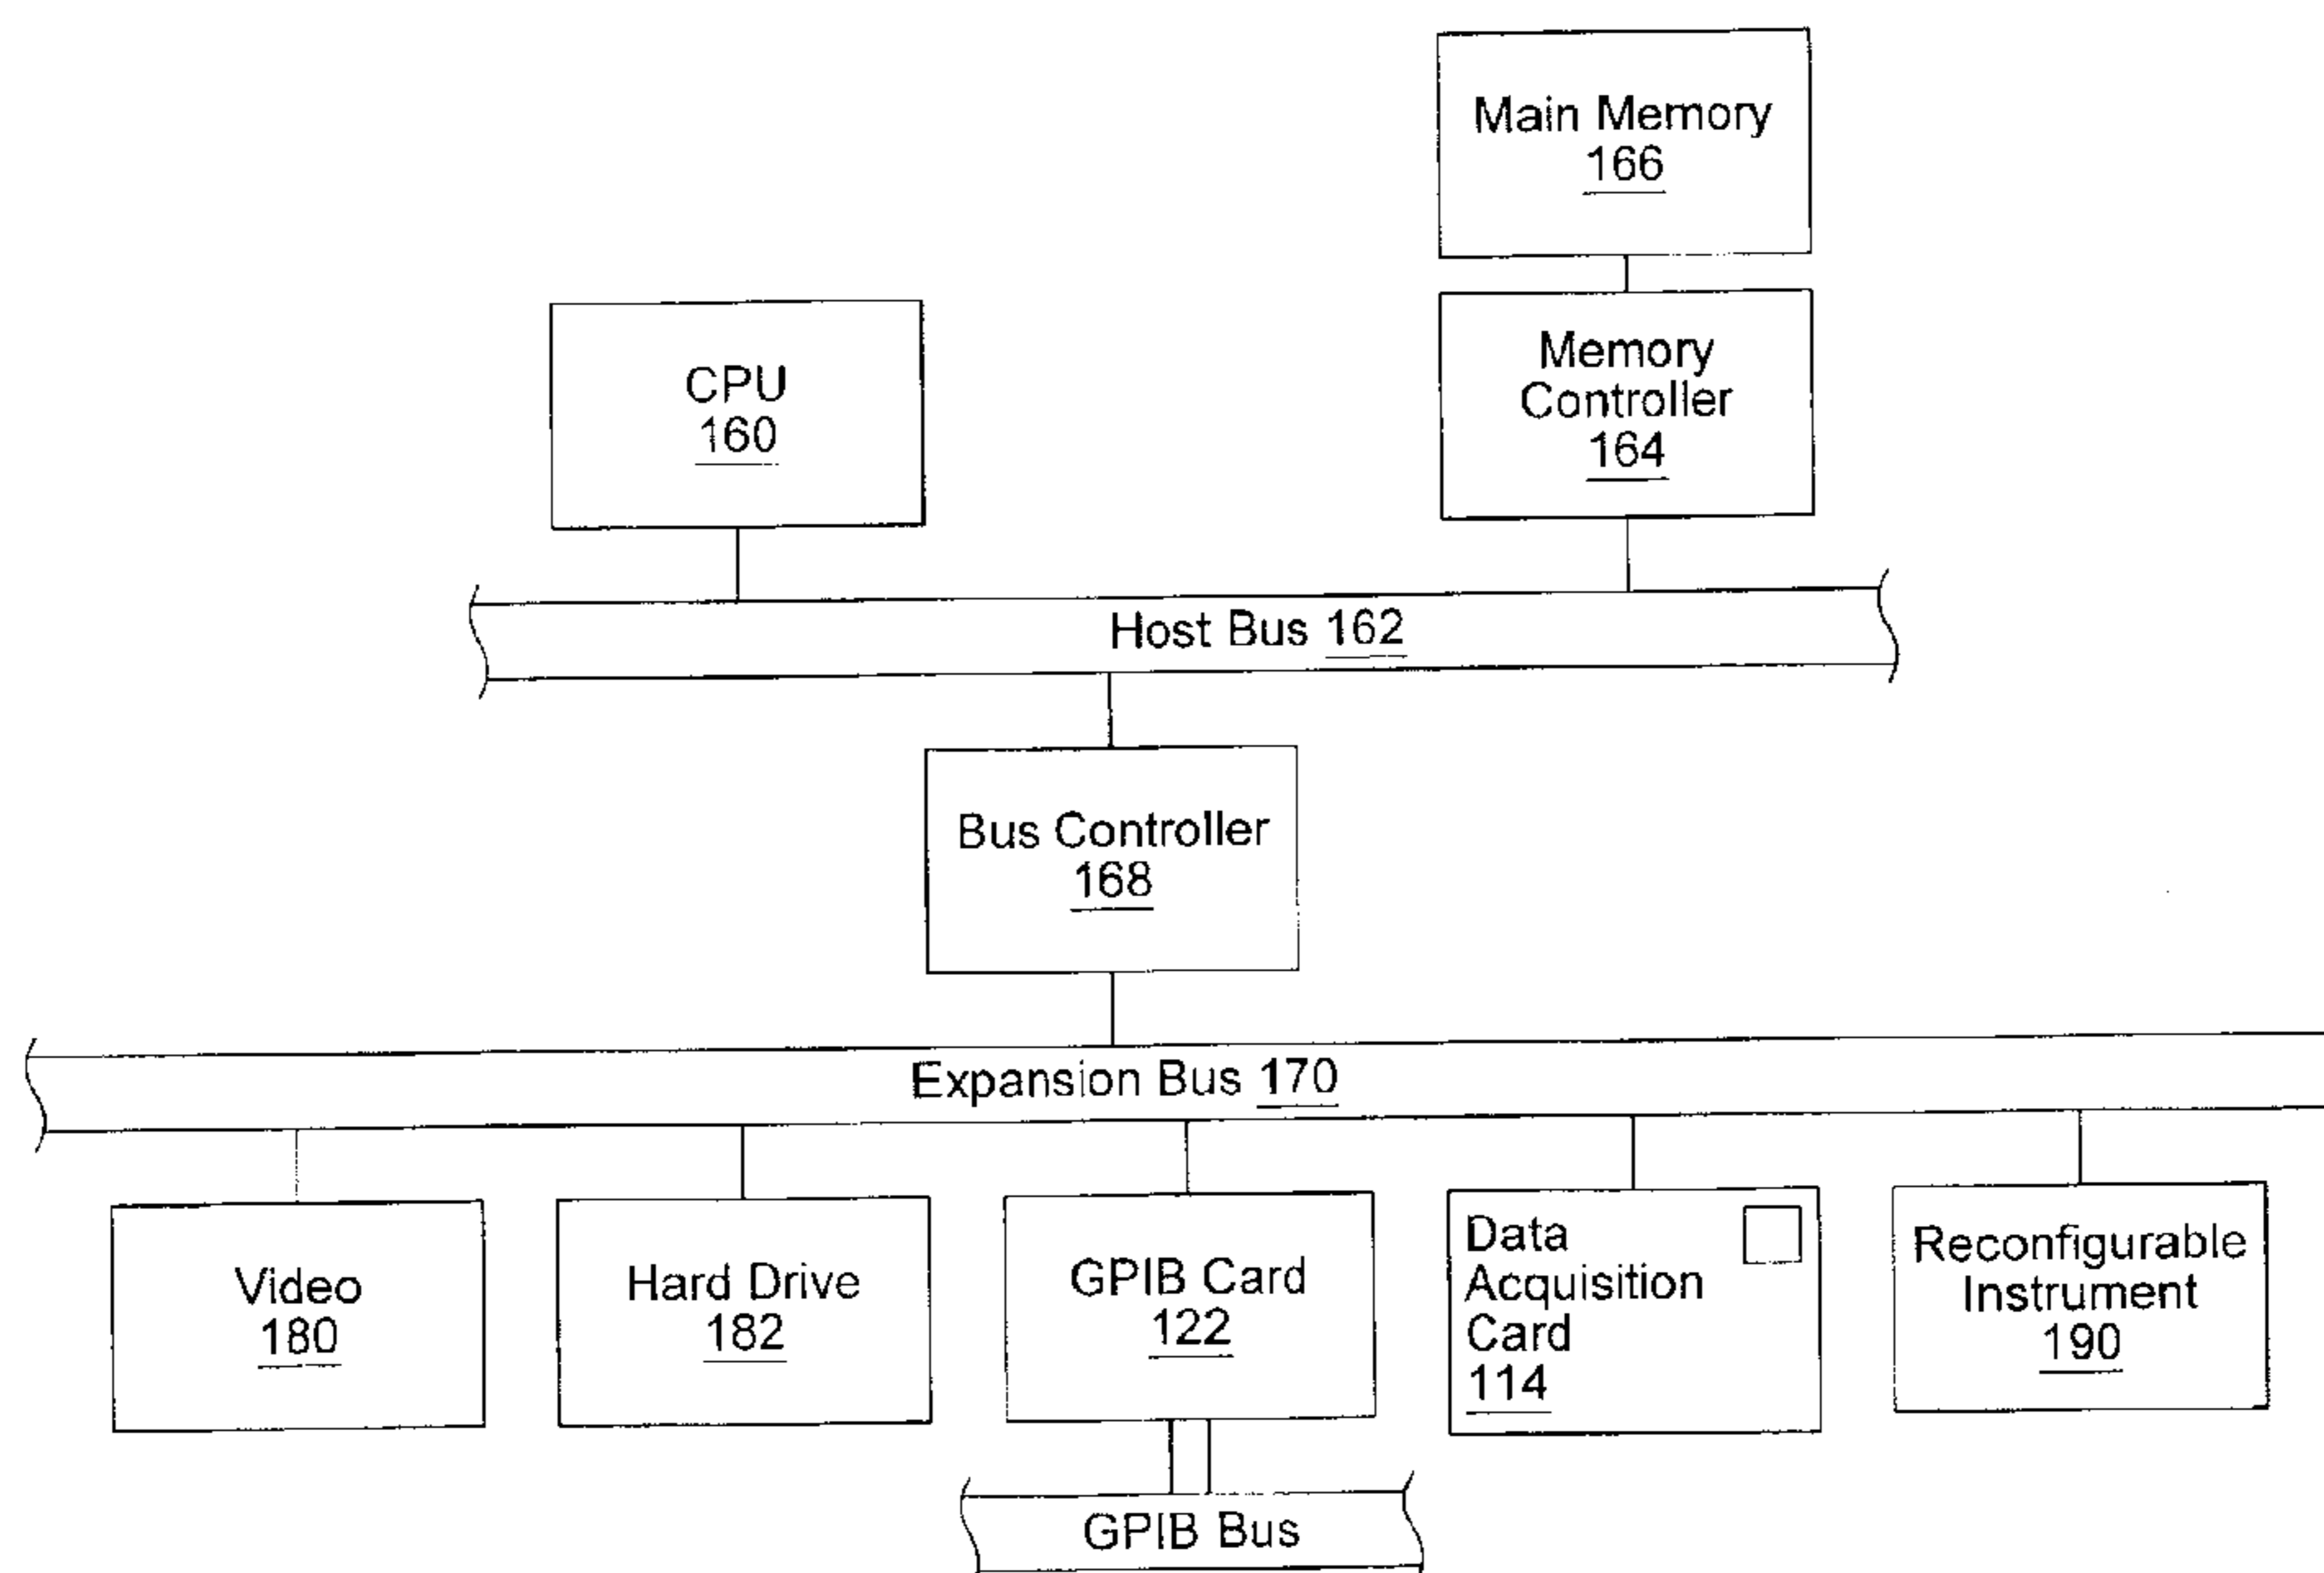 Main Memory
166
CPU
160
Memory
Controller
164
Host Bus 162
Bus Controller
168
Expansion Bus 170
Video
180
Hard Drive
182
GPIB Card
122
Data
Acquisition
Card
114
Reconfigurable
Instrument
190
GPIB Bus